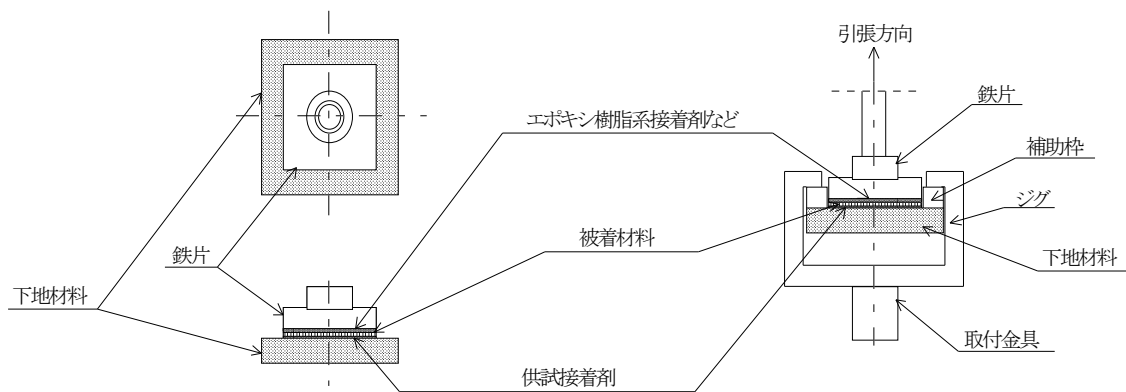 引張方向
鉄片
エポキシ樹脂系接着剤など
補助枠
ジグ
被着材料
鉄片
下地材料
下地材料
取付金具
供試接着剤